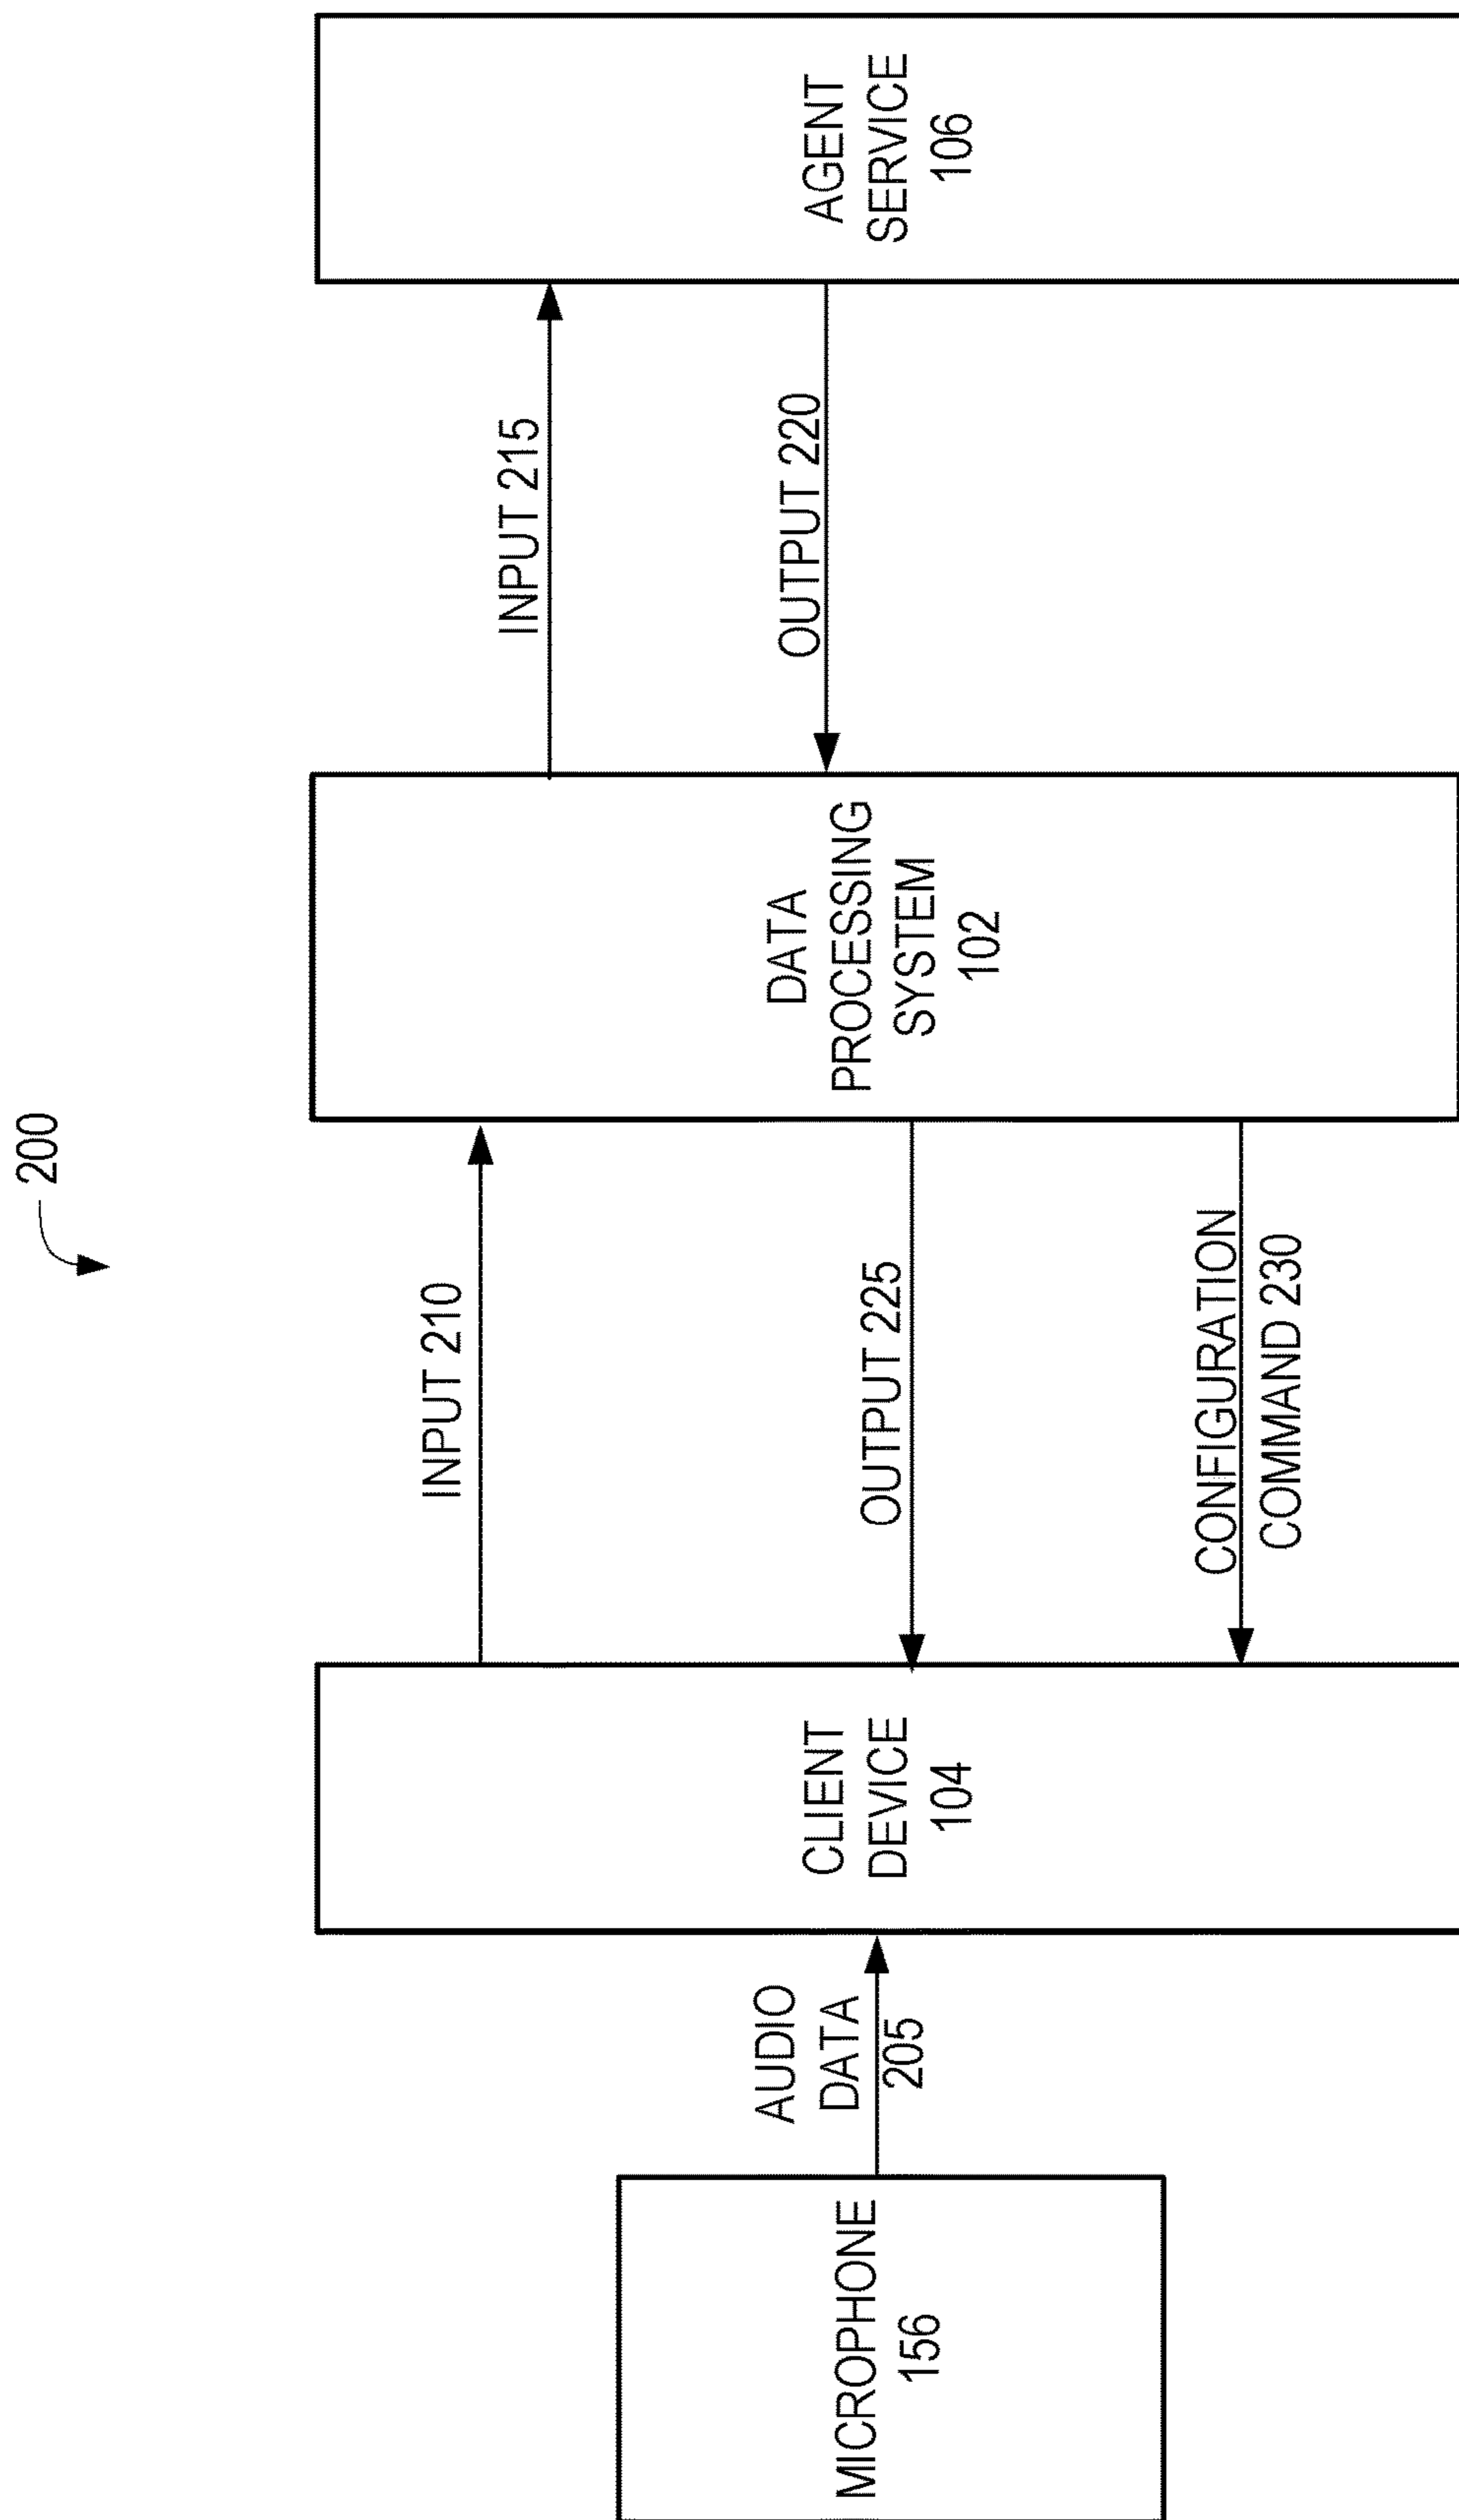 200
MICROPHONE
156
AUDIO
DATA
205
CLIENT
DEVICE
104
INPUT 210
OUTPUT 225
CONFIGURATION
COMMAND 230
DATA
PROCESSING
SYSTEM
102
INPUT 215
OUTPUT 220
AGENT
SERVICE
106